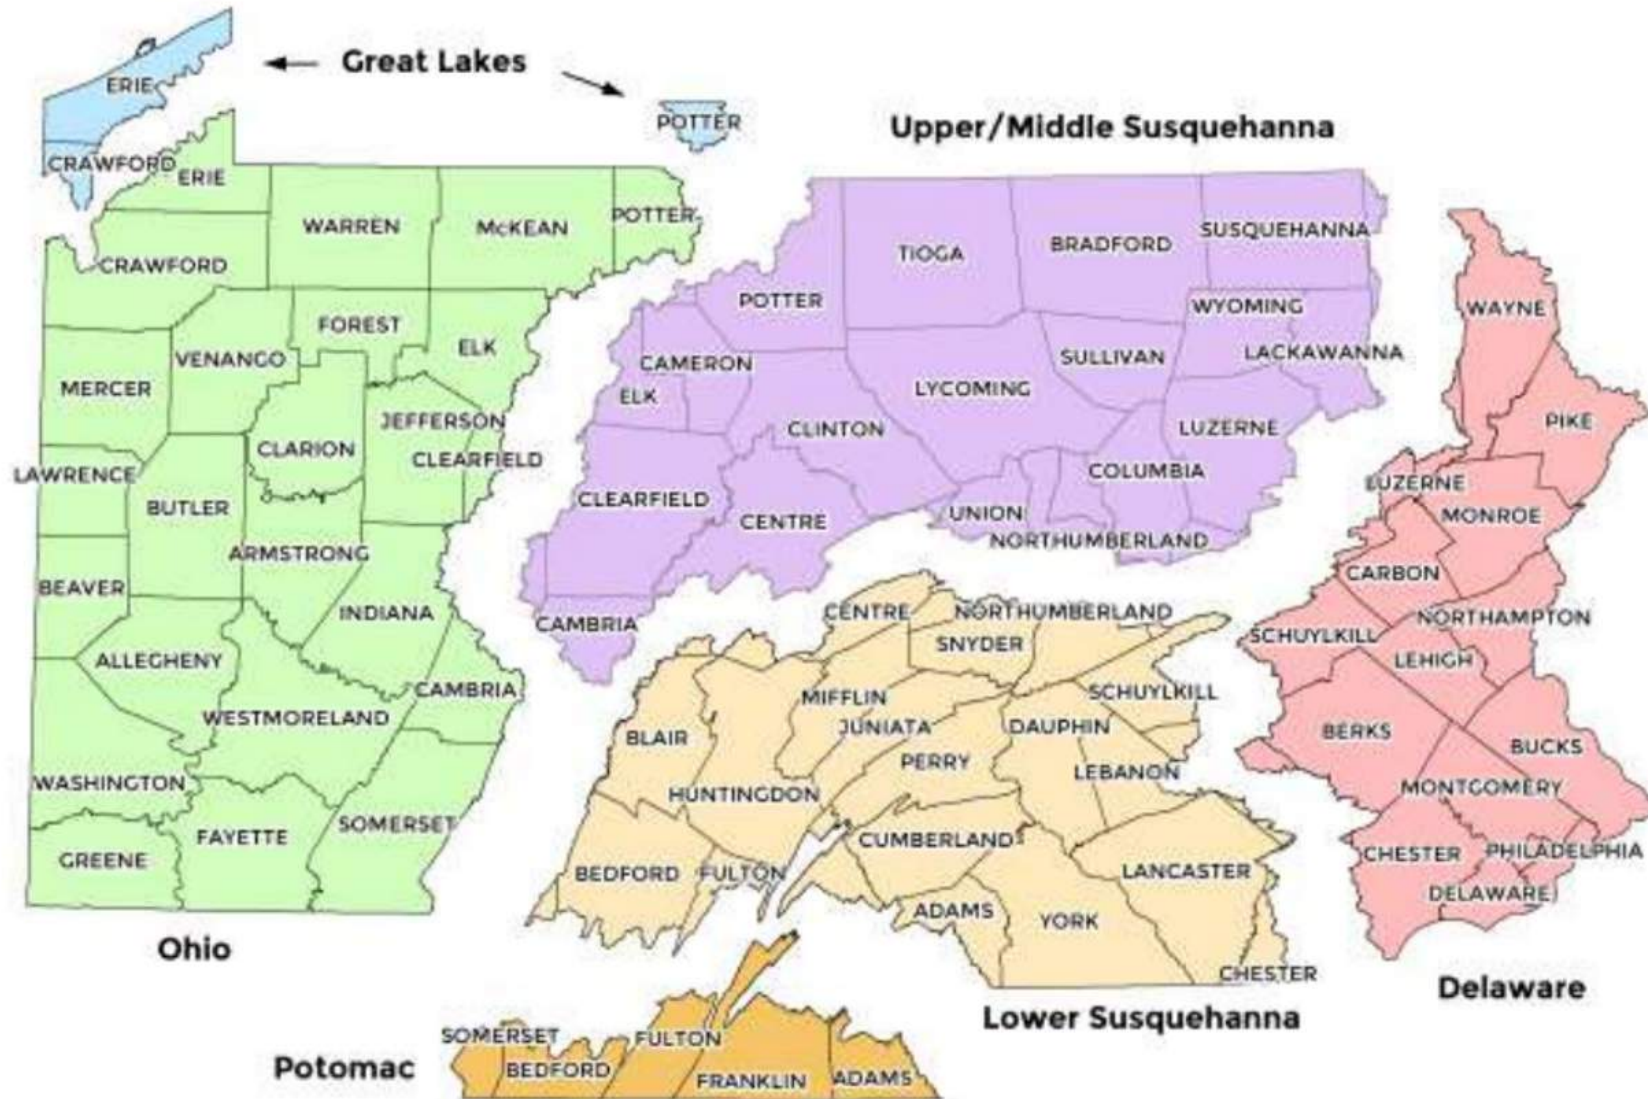 Great Lakes
ERIE
CRAWFORD
POTTER
Upper/Middle Susquehanna
ERIE
WARREN
McKEAN
POTTER
CRAWFORD
FOREST
ELK
VENANGO
MERCER
JEFFERSON
CLARION
CLEARFIELD
LAWRENCE
BUTLER
ARMSTRONG
BEAVER
INDIANA
ALLEGHENY
CAMBRIA
WESTMORELAND
WASHINGTON
FAYETTE
SOMERSET
GREENE
Ohio
SUSQUEHANNA
TIOGA
BRADFORD
POTTER
WYOMING
CAMERON
SULLIVAN
LACKAWANNA
ELK
LYCOMING
CLINTON
LUZERNE
COLUMBIA
CLEARFIELD
CENTRE
UNION
NORTHUMBERLAND
CAMBRIA
CENTRE
NORTHUMBERLAND
SNYDER
MIFFLIN
SCHUYLKILL
JUNIATA
DAUPHIN
BLAIR
PERRY
LEBANON
HUNTINGDON
CUMBERLAND
BEDFORD
FULTON
LANCASTER
ADAMS
YORK
CHESTER
Lower Susquehanna
WAYNE
PIKE
LUZERNE
MONROE
CARBON
NORTHAMPTON
SCHUYLKILL
LEHIGH
BERKS
BUCKS
MONTGOMERY
CHESTER
PHILADELPHIA
DELAWARE
Delaware
SOMERSET
FULTON
Potomac
BEDFORD
FRANKLIN
ADAMS